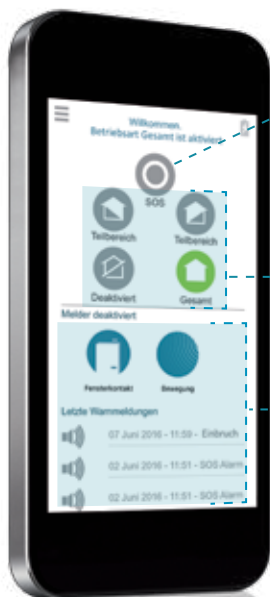 Willkommen.
Betriebsart Gesamt ist aktiviert
SOS
Teilbereich Teilbereich
Deaktiviert Gesamt
Melder deaktiviert
Fensterkontakt Bewegung
Letzte Warnmeldungen
07 Juni 2016 - 11:59 - Einbruch
02 Juni 2016 - 11:51 - SOS Alarm
02 Juni 2016 - 11:51 - SOS Alarm